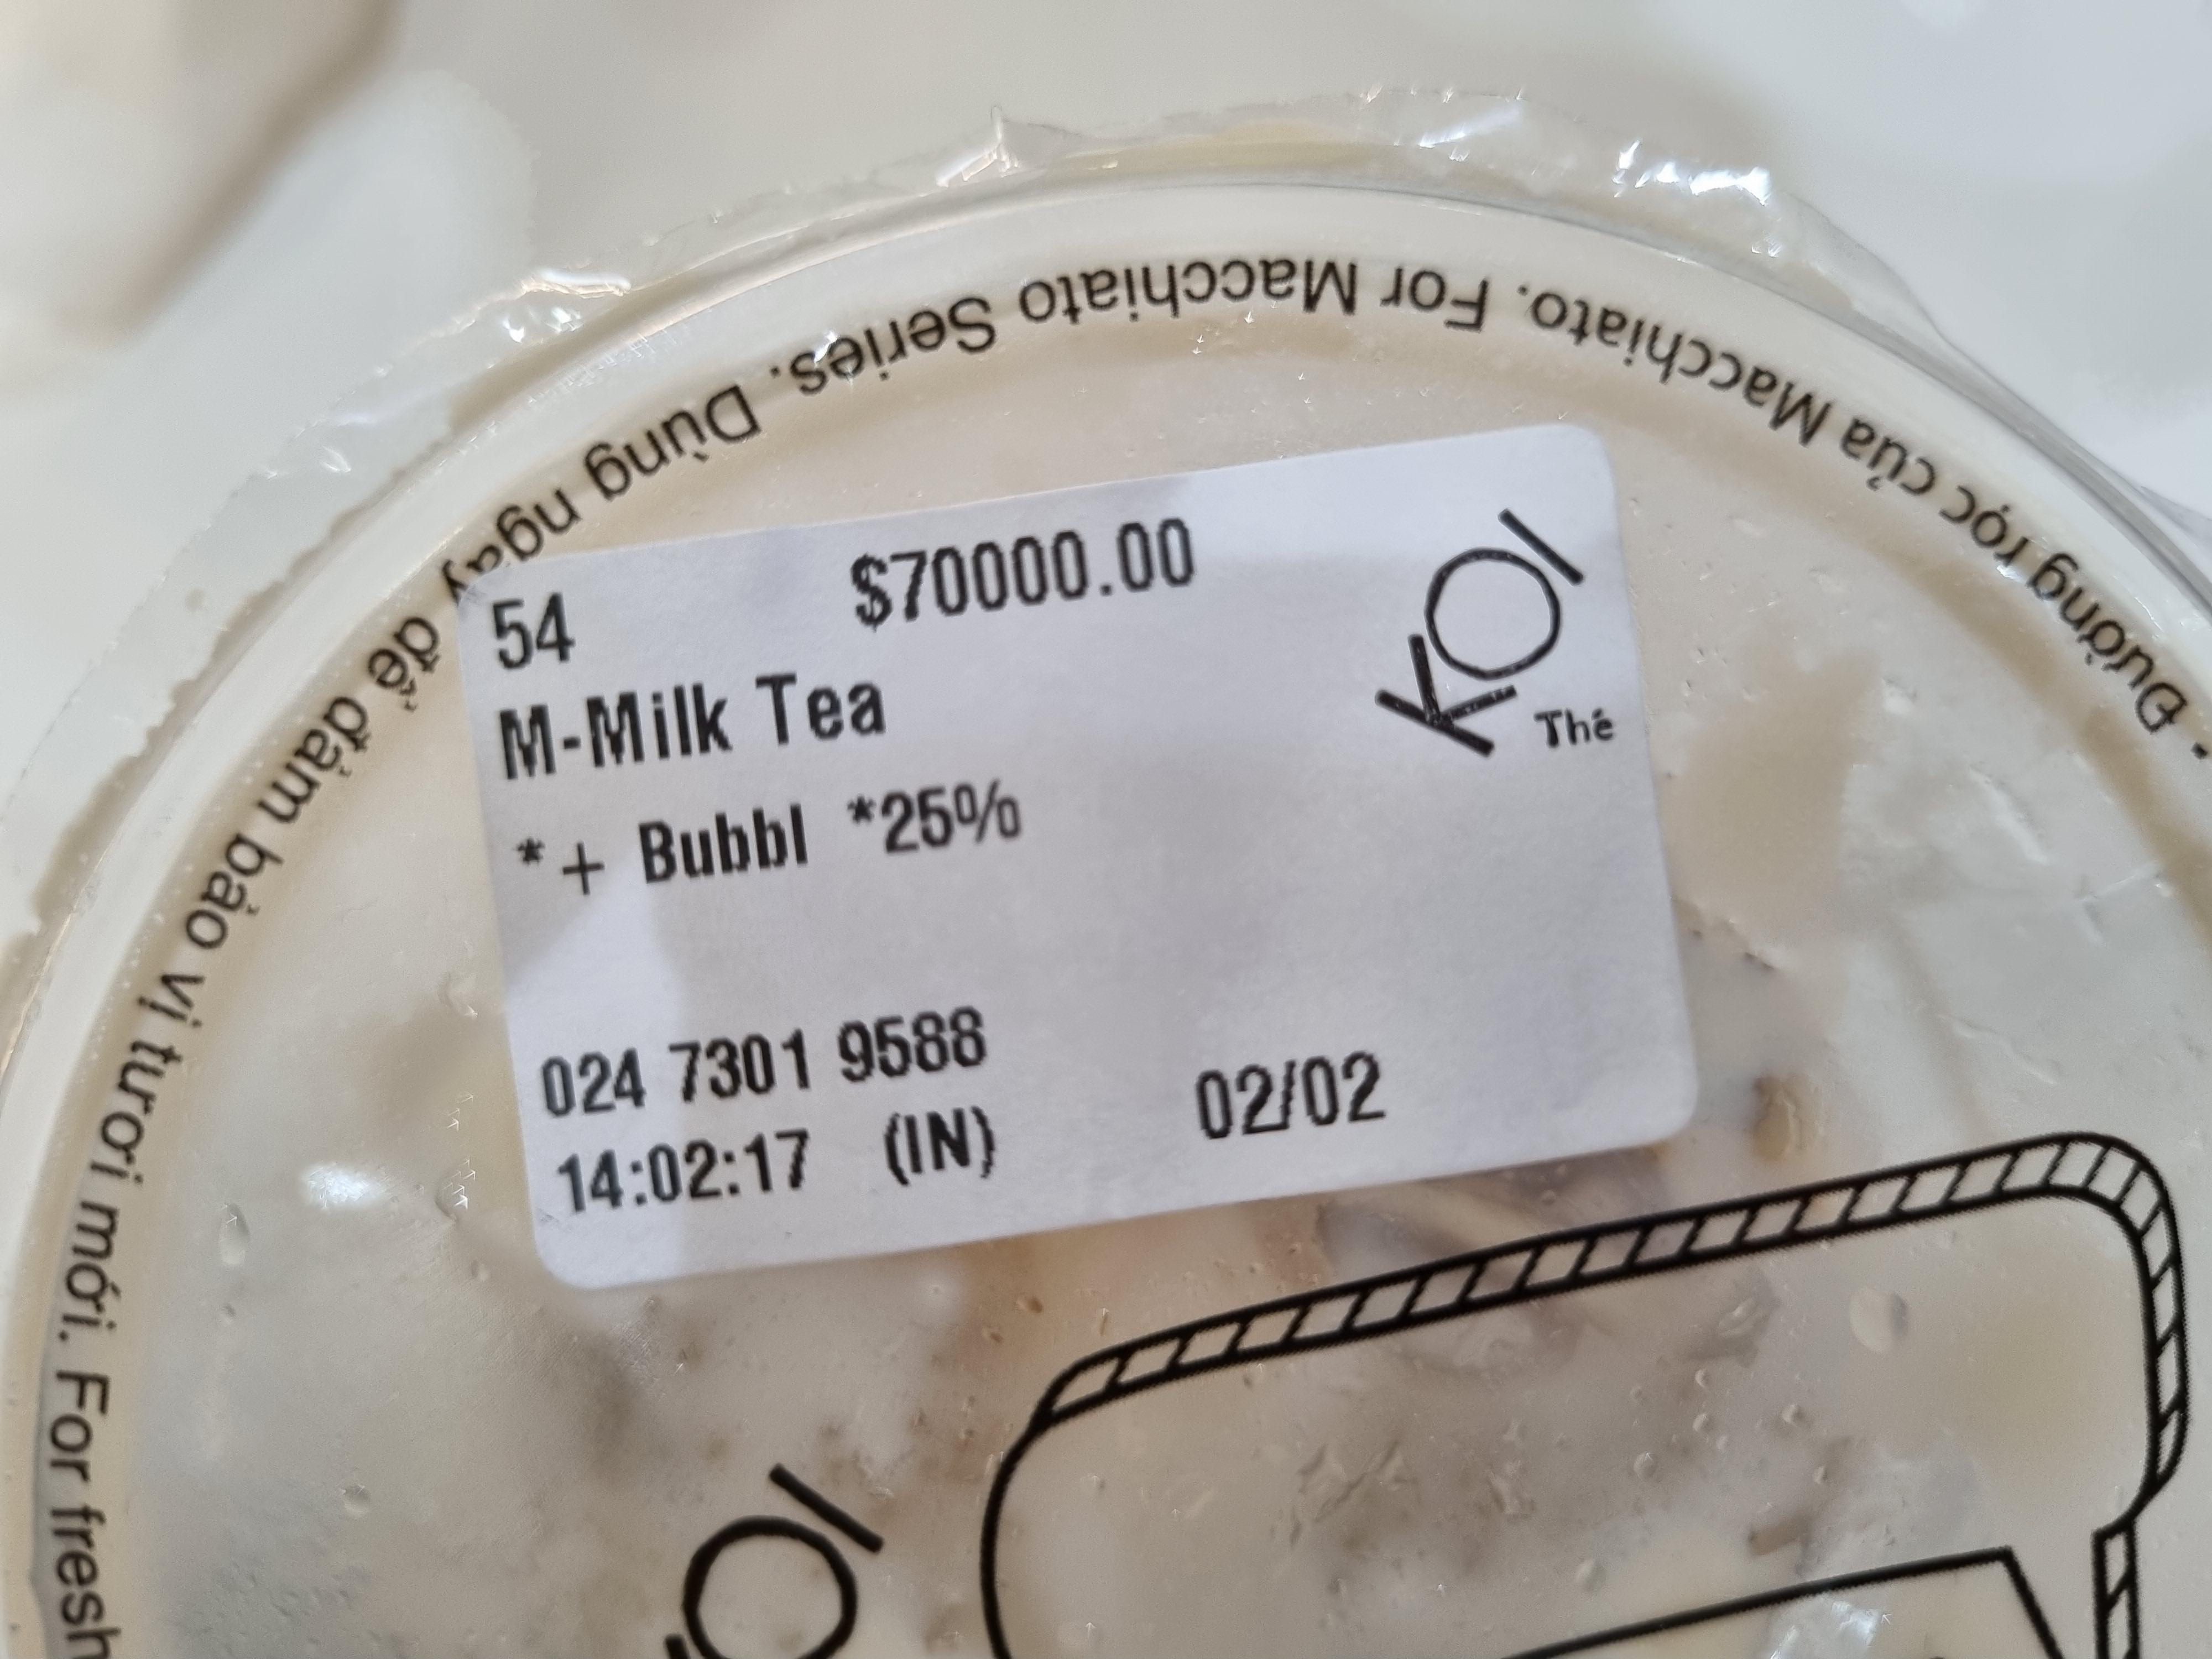 54 $70000.00
M-Milk Tea
*+ Bubbl *25%
024 7301 9588
14:02:17 (IN) 02/02
KOI
Thé
• Đường rọc của Macchiato. For Macchiato Series. Dùng ngay để đảm bảo vị tươi mới. For fresh
KOI